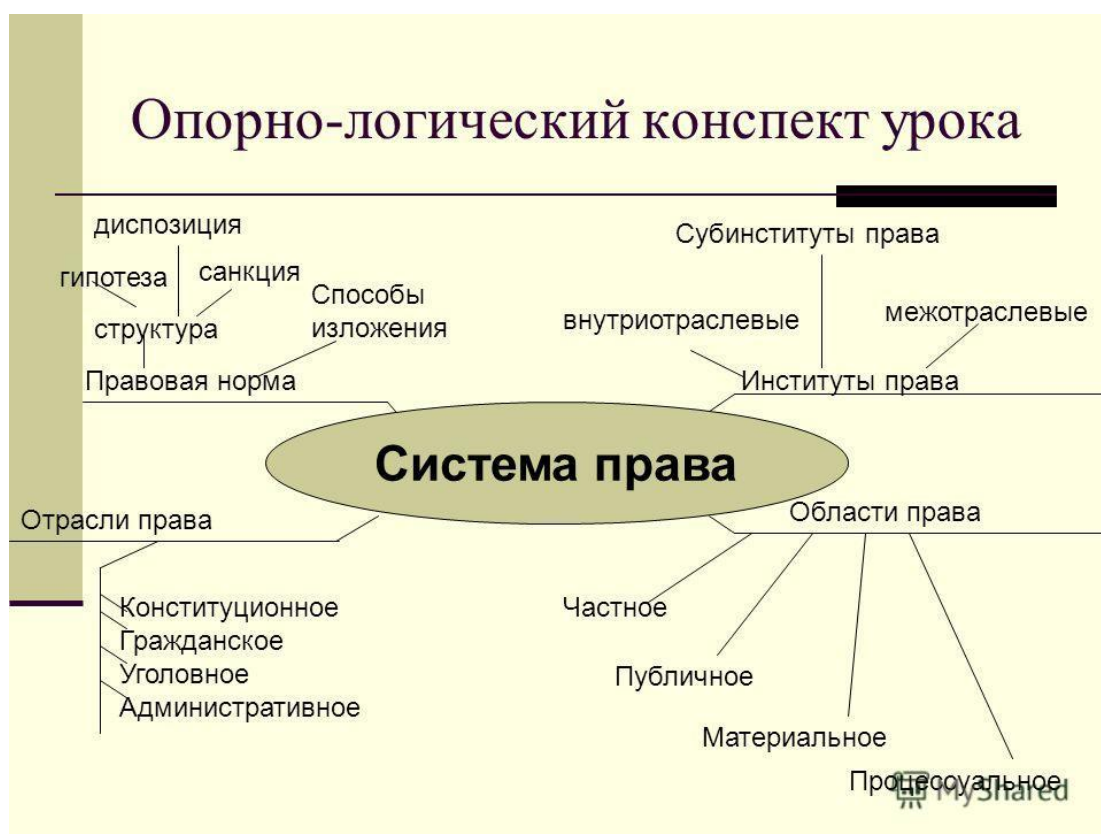 Опорно-логический конспект урока
диспозиция
гипотеза
санкция
структура
Способы
изложения
Правовая норма
Субинституты права
внутриотраслевые
межотраслевые
Институты права
Система права
Отрасли права
Конституционное
Гражданское
Уголовное
Административное
Области права
Частное
Публичное
Материальное
Процессуальное
MyShared